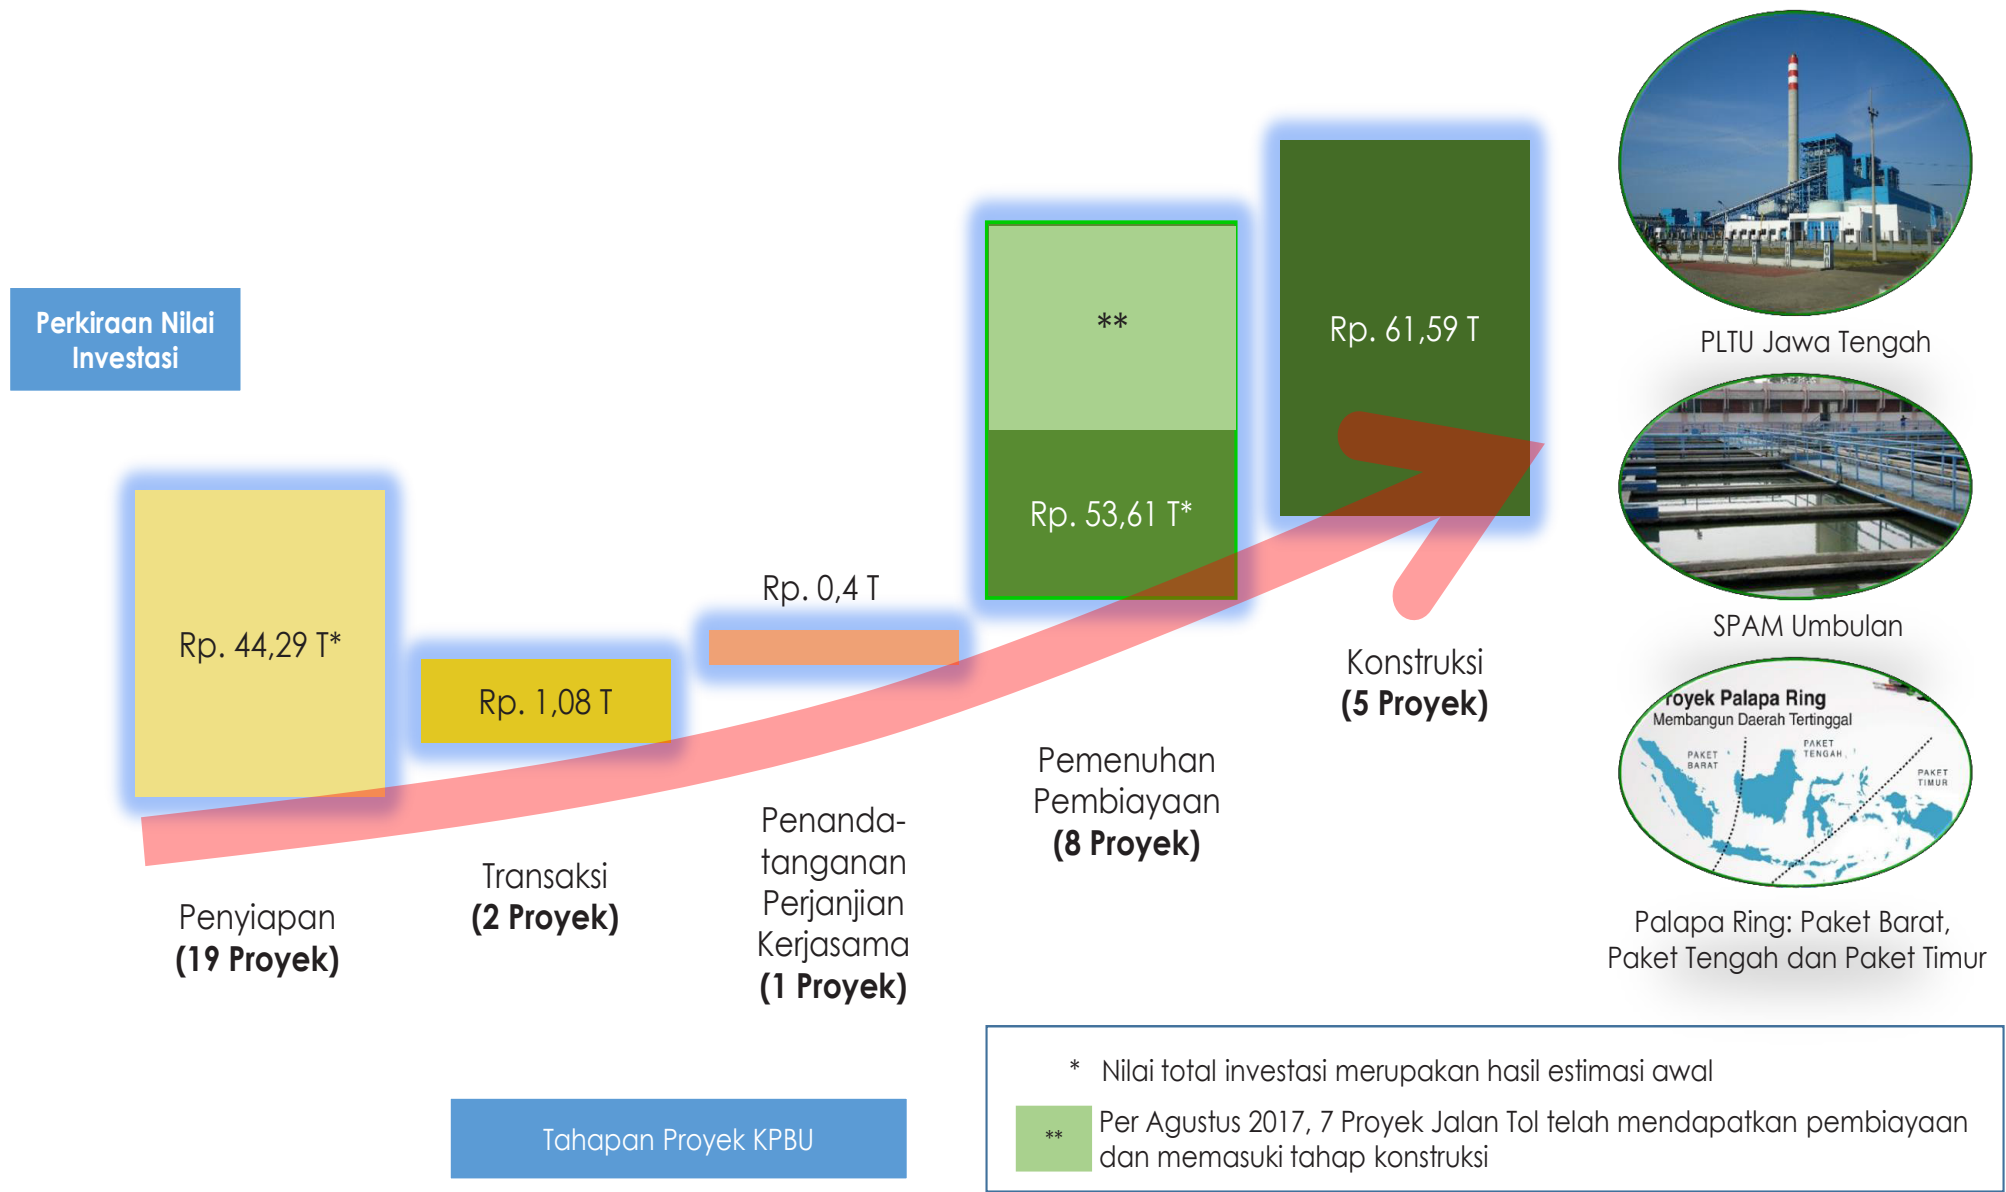 Perkiraan Nilai
Investasi
Rp. 44,29 T*
Rp. 1,08 T
Rp. 0,4 T
**
Rp. 53,61 T*
Rp. 61,59 T
Penyiapan
(19 Proyek)
Transaksi
(2 Proyek)
Penanda-
tanganan
Perjanjian
Kerjasama
(1 Proyek)
Pemenuhan
Pembiayaan
(8 Proyek)
Konstruksi
(5 Proyek)
PLTU Jawa Tengah
SPAM Umbulan
royek Palapa Ring
Membangun Daerah Tertinggal
PAKET
BARAT
PAKET
TENGAH
PAKET
TIMUR
Palapa Ring: Paket Barat,
Paket Tengah dan Paket Timur
Tahapan Proyek KPBU
* Nilai total investasi merupakan hasil estimasi awal
** Per Agustus 2017, 7 Proyek Jalan Tol telah mendapatkan pembiayaan
dan memasuki tahap konstruksi